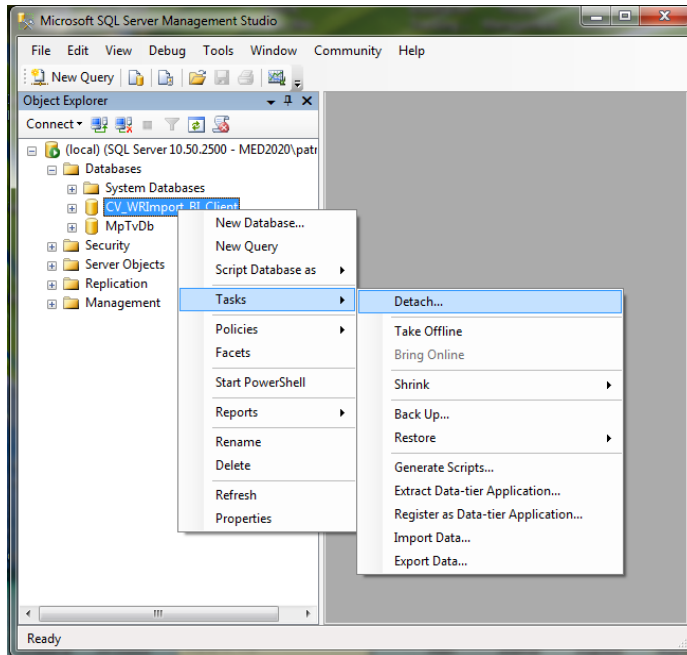 Microsoft SQL Server Management Studio
File Edit View Debug Tools Window Community Help
New Query
Object Explorer
Connect
(local) (SQL Server 10.50.2500 - MED2020\patr
Databases
System Databases
CV_WRImport_BI_Client
MpTvDb
Security
Server Objects
Replication
Management
New Database...
New Query
Script Database as
Tasks
Policies
Facets
Start PowerShell
Reports
Rename
Delete
Refresh
Properties
Detach...
Take Offline
Bring Online
Shrink
Back Up...
Restore
Generate Scripts...
Extract Data-tier Application...
Register as Data-tier Application...
Import Data...
Export Data...
Ready